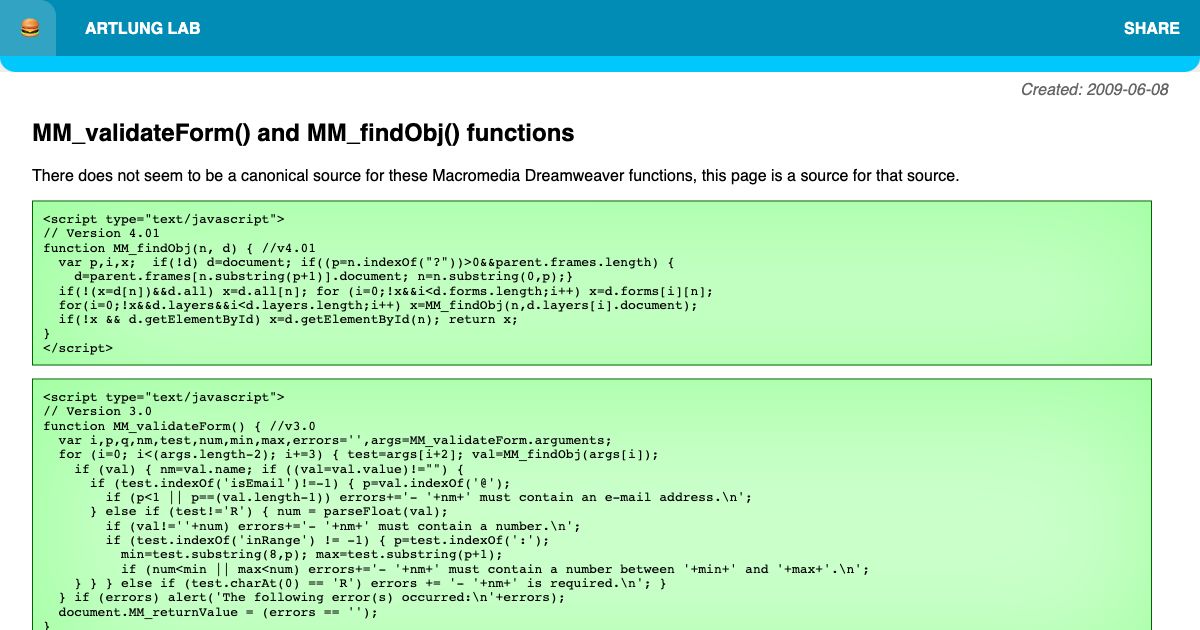 ARTLUNG LAB
SHARE
Created: 2009-06-08
MM_validateForm() and MM_findObj() functions
There does not seem to be a canonical source for these Macromedia Dreamweaver functions, this page is a source for that source.
<script type="text/javascript">
// Version 4.01
function MM_findObj(n, d) { //v4.01
  var p,i,x;  if(!d) d=document; if((p=n.indexOf("?"))>0&&parent.frames.length) {
    d=parent.frames[n.substring(p+1)].document; n=n.substring(0,p);}
  if(!(x=d[n])&&d.all) x=d.all[n]; for (i=0;!x&&i<d.forms.length;i++) x=d.forms[i][n];
  for(i=0;!x&&d.layers&&i<d.layers.length;i++) x=MM_findObj(n,d.layers[i].document);
  if(!x && d.getElementById) x=d.getElementById(n); return x;
}
</script>
<script type="text/javascript">
// Version 3.0
function MM_validateForm() { //v3.0
  var i,p,q,nm,test,num,min,max,errors='',args=MM_validateForm.arguments;
  for (i=0; i<(args.length-2); i+=3) { test=args[i+2]; val=MM_findObj(args[i]);
    if (val) { nm=val.name; if ((val=val.value)!="") {
      if (test.indexOf('isEmail')!=-1) { p=val.indexOf('@');
        if (p<1 || p==(val.length-1)) errors+='- '+nm+' must contain an e-mail address.\n';
      } else if (test!='R') { num = parseFloat(val);
        if (val!=''+num) errors+='- '+nm+' must contain a number.\n';
        if (test.indexOf('inRange') != -1) { p=test.indexOf(':');
          min=test.substring(8,p); max=test.substring(p+1);
          if (num<min || max<num) errors+='- '+nm+' must contain a number between '+min+' and '+max+'.\n';
    } } } else if (test.charAt(0) == 'R') errors += '- '+nm+' is required.\n'; }
  } if (errors) alert('The following error(s) occurred:\n'+errors);
  document.MM_returnValue = (errors == '');
}